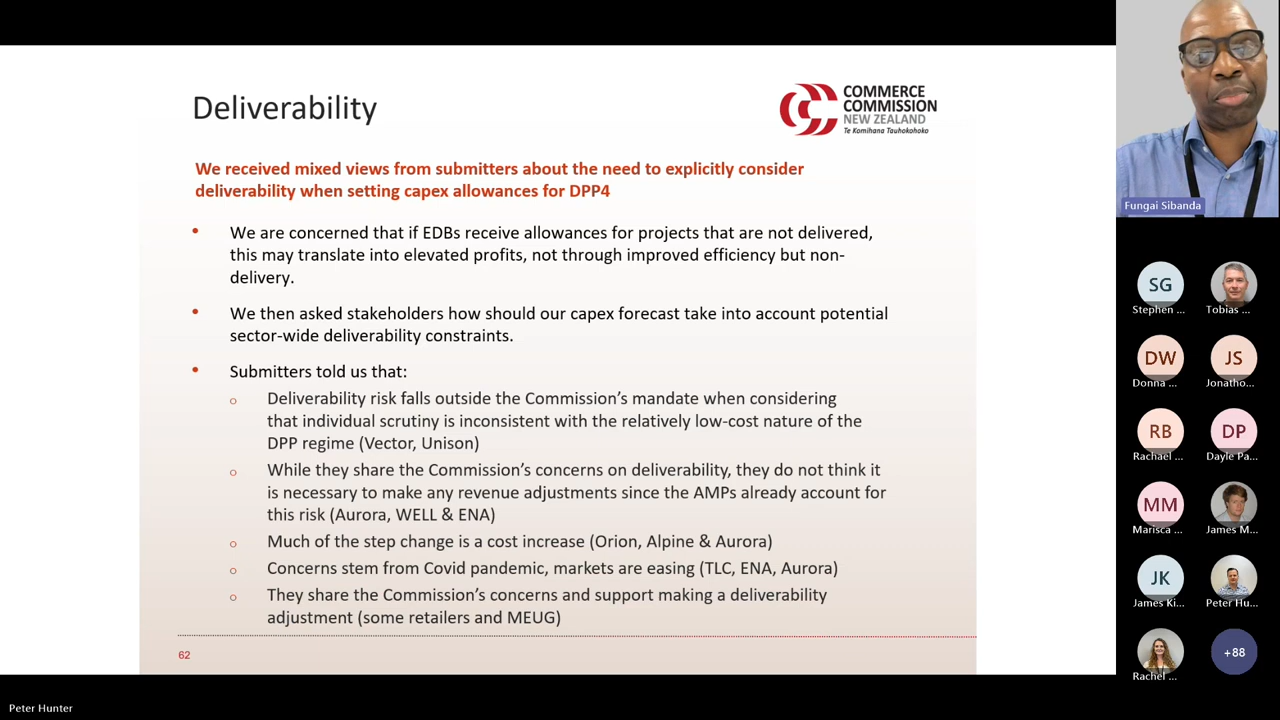 Deliverability
COMMERCE
COMMISSION
NEW ZEALAND
Te Komihana Tauhokohoko
We received mixed views from submitters about the need to explicitly consider
deliverability when setting capex allowances for DPP4
• We are concerned that if EDBs receive allowances for projects that are not delivered,
this may translate into elevated profits, not through improved efficiency but non-
delivery.
• We then asked stakeholders how should our capex forecast take into account potential
sector-wide deliverability constraints.
• Submitters told us that:
o Deliverability risk falls outside the Commission’s mandate when considering
that individual scrutiny is inconsistent with the relatively low-cost nature of the
DPP regime (Vector, Unison)
o While they share the Commission’s concerns on deliverability, they do not think it
is necessary to make any revenue adjustments since the AMPs already account for
this risk (Aurora, WELL & ENA)
o Much of the step change is a cost increase (Orion, Alpine & Aurora)
o Concerns stem from Covid pandemic, markets are easing (TLC, ENA, Aurora)
o They share the Commission’s concerns and support making a deliverability
adjustment (some retailers and MEUG)
62
Fungai Sibanda
SG
Stephen ...
Tobias ...
DW
JS
Donna ...
Jonatho...
RB
DP
Rachael ...
Dayle Pa...
MM
Marisca ...
James M...
JK
James Ki...
Peter Hu...
+88
Rachel ...
Peter Hunter